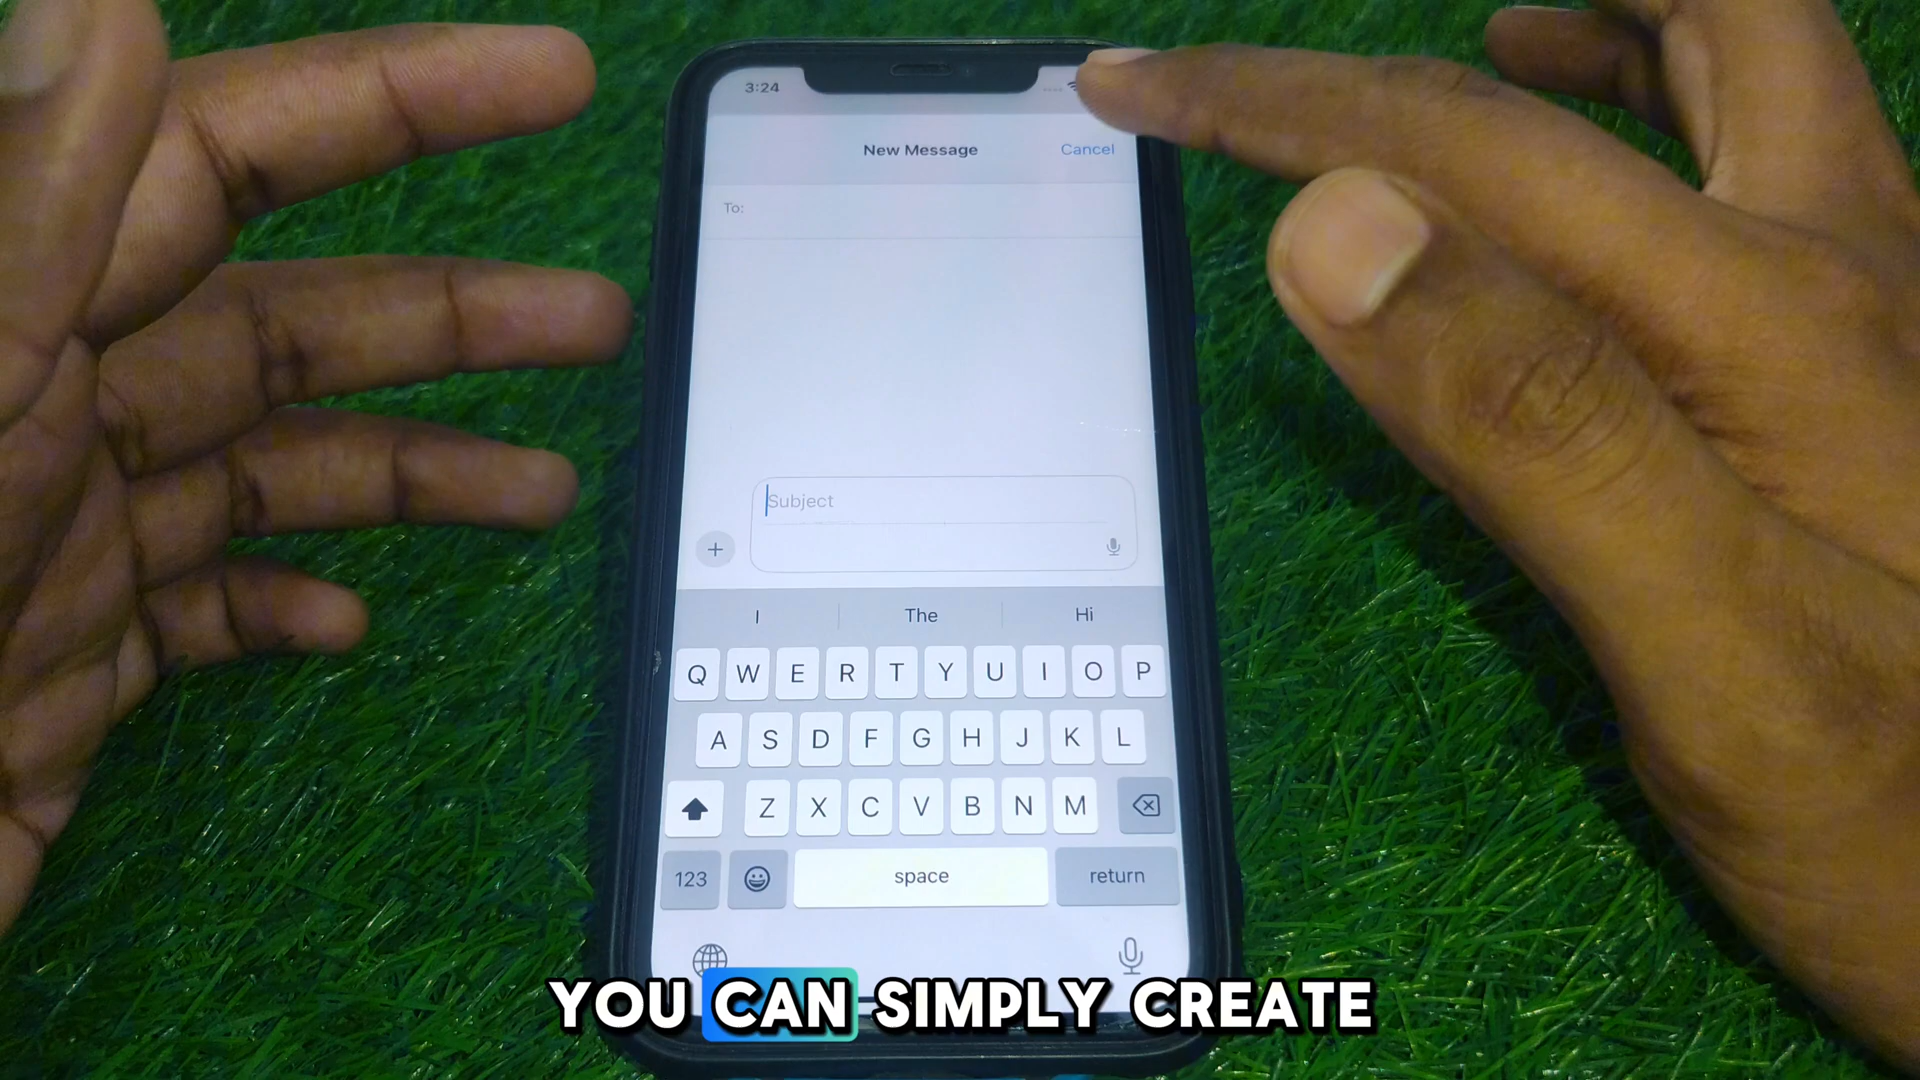 3:24
New Message
Cancel
To:
Subject
I The Hi
Q W E R T Y U I O P
A S D F G H J K L
Z X C V B N M
123 space return
YOU CAN SIMPLY CREATE